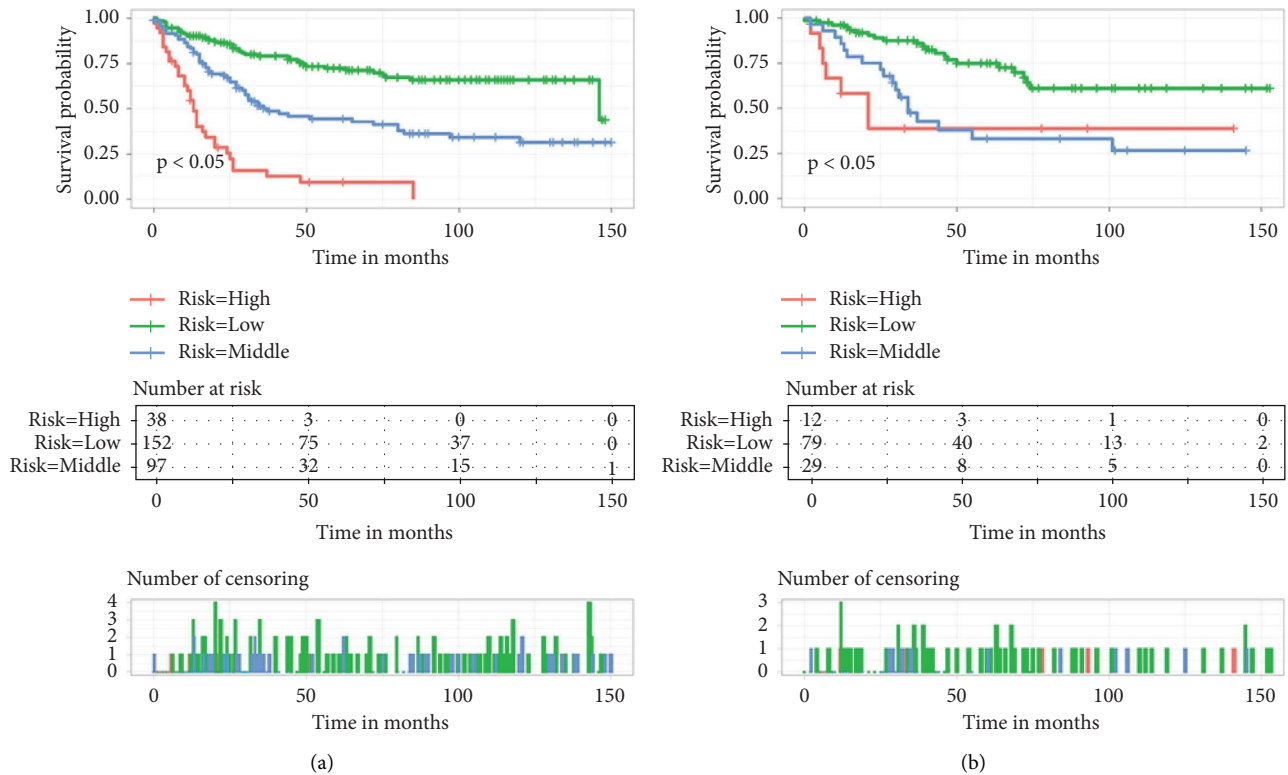 1.00
0.75
0.50
0.25
0.00
Survival probability
p < 0.05
0 50 100 150
Time in months
Risk=High
Risk=Low
Risk=Middle
Number at risk
Risk=High 38 3 0 0
Risk=Low 152 75 37 0
Risk=Middle 97 32 15 1
0 50 100 150
Time in months
Number of censoring
4
3
2
1
0
0 50 100 150
Time in months
(a)
1.00
0.75
0.50
0.25
0.00
Survival probability
p < 0.05
0 50 100 150
Time in months
Risk=High
Risk=Low
Risk=Middle
Number at risk
Risk=High 12 3 1 0
Risk=Low 79 40 13 2
Risk=Middle 29 8 5 0
0 50 100 150
Time in months
Number of censoring
3
2
1
0
0 50 100 150
Time in months
(b)